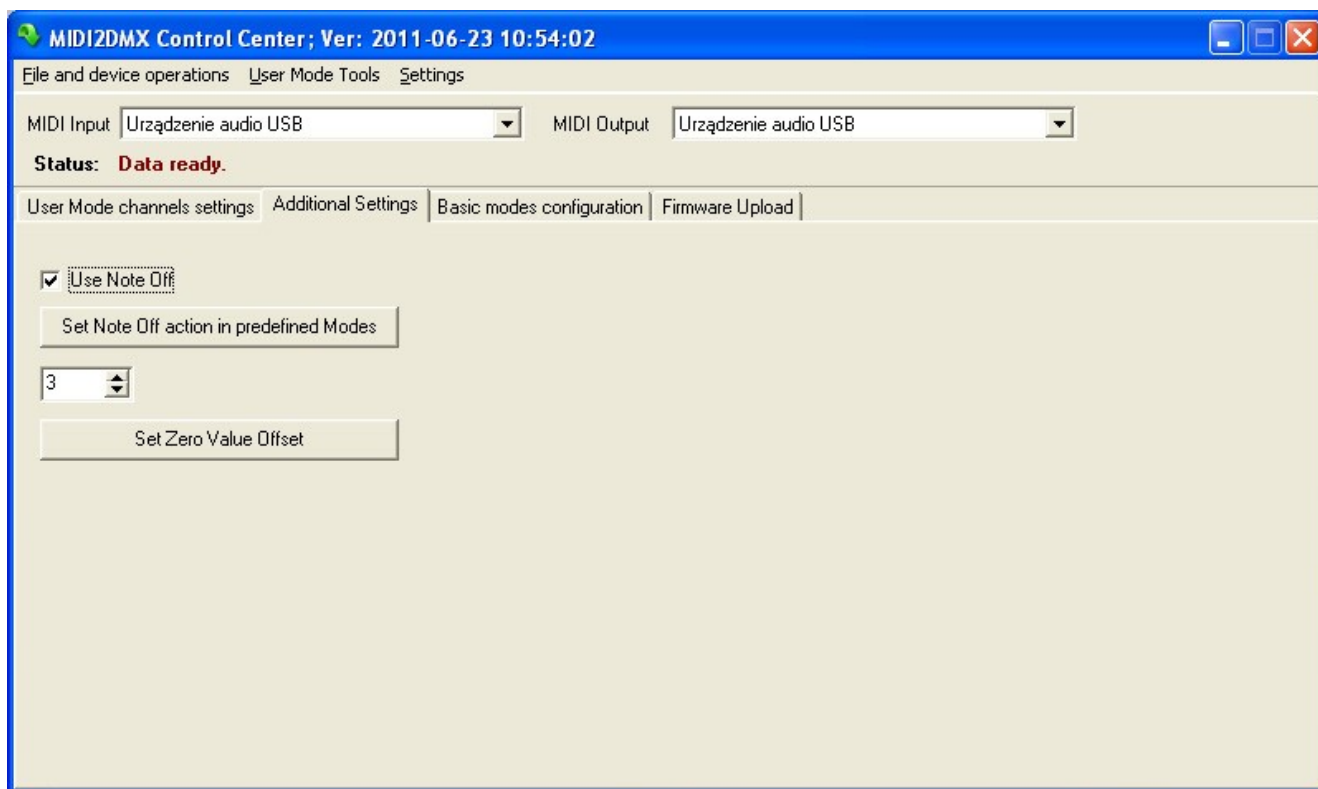 MIDI2DMX Control Center; Ver: 2011-06-23 10:54:02
File and device operations User Mode Tools Settings
MIDI Input Urządzenie audio USB MIDI Output Urządzenie audio USB
Status: Data ready.
User Mode channels settings Additional Settings Basic modes configuration Firmware Upload
Use Note Off
Set Note Off action in predefined Modes
3
Set Zero Value Offset